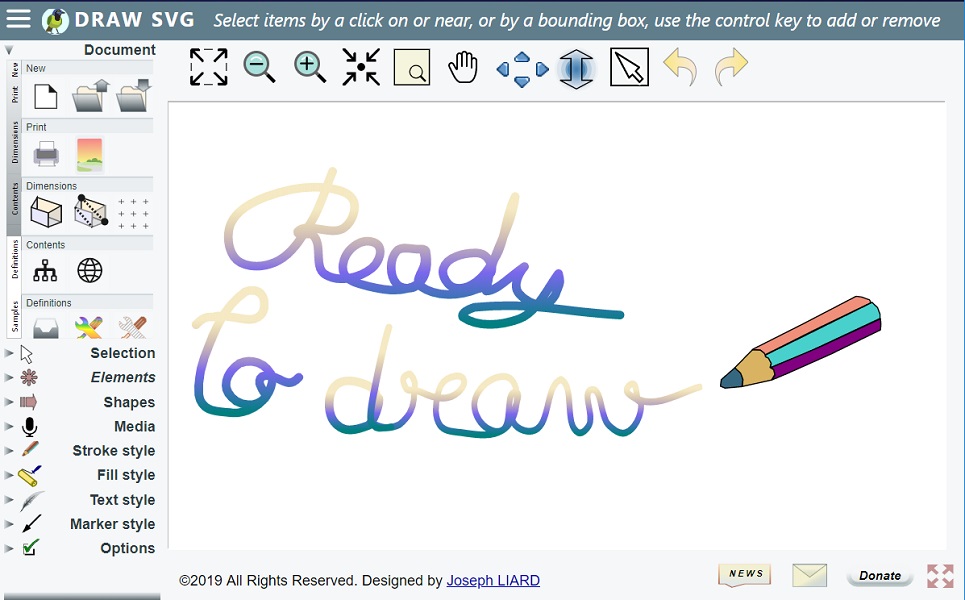 DRAW SVG
Select items by a click on or near, or by a bounding box, use the control key to add or remove
Document
New
Print
Dimensions
Contents
Definitions
Samples
New
Print
Dimensions
Contents
Definitions
Selection
Elements
Shapes
Media
Stroke style
Fill style
Text style
Marker style
Options
Ready
To draw
©2019 All Rights Reserved. Designed by Joseph LIARD
NEWS
Donate